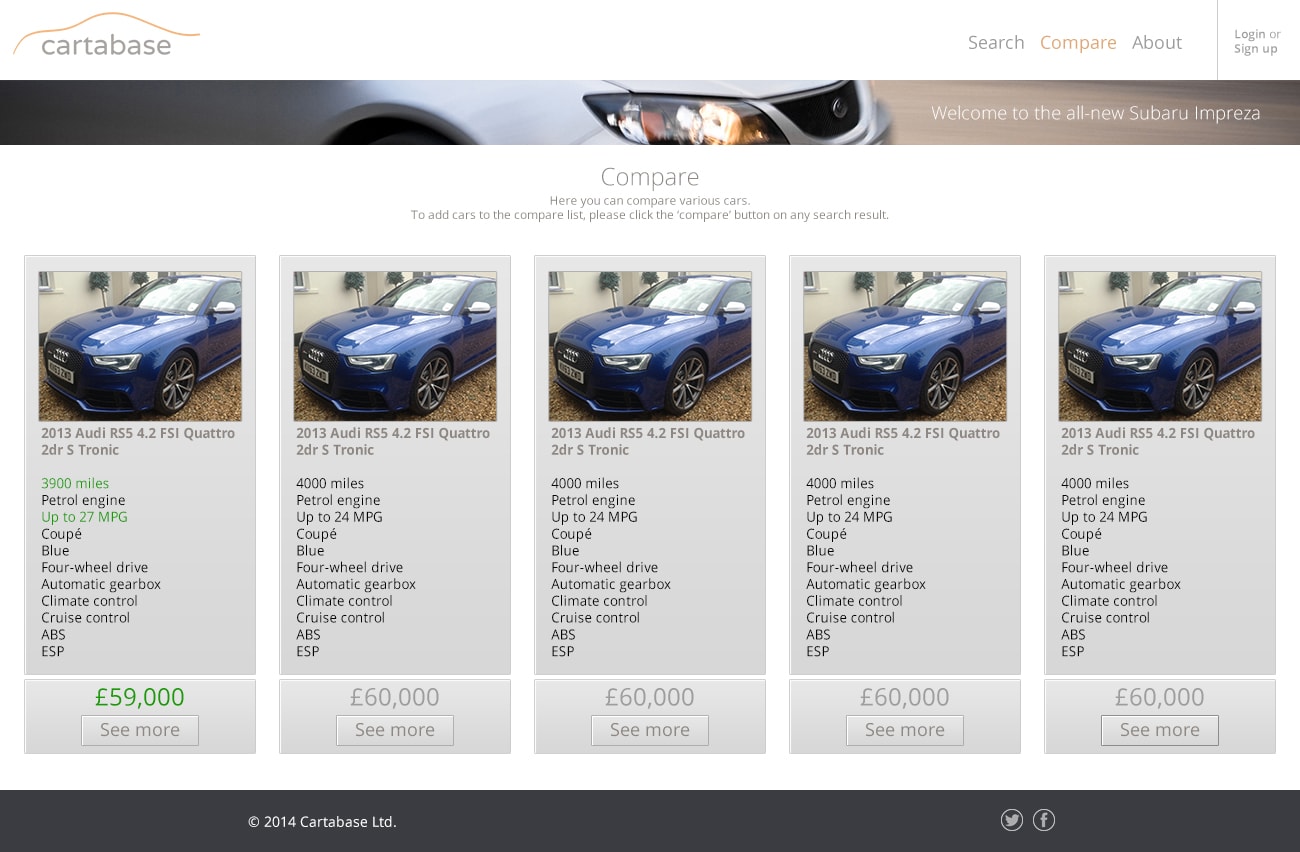 cartabase
Search Compare About
Login or
Sign up
Welcome to the all-new Subaru Impreza
Compare
Here you can compare various cars.
To add cars to the compare list, please click the 'compare' button on any search result.
2013 Audi RS5 4.2 FSI Quattro
2dr S Tronic
3900 miles
Petrol engine
Up to 27 MPG
Coupé
Blue
Four-wheel drive
Automatic gearbox
Climate control
Cruise control
ABS
ESP
£59,000
See more
2013 Audi RS5 4.2 FSI Quattro
2dr S Tronic
4000 miles
Petrol engine
Up to 24 MPG
Coupé
Blue
Four-wheel drive
Automatic gearbox
Climate control
Cruise control
ABS
ESP
£60,000
See more
2013 Audi RS5 4.2 FSI Quattro
2dr S Tronic
4000 miles
Petrol engine
Up to 24 MPG
Coupé
Blue
Four-wheel drive
Automatic gearbox
Climate control
Cruise control
ABS
ESP
£60,000
See more
2013 Audi RS5 4.2 FSI Quattro
2dr S Tronic
4000 miles
Petrol engine
Up to 24 MPG
Coupé
Blue
Four-wheel drive
Automatic gearbox
Climate control
Cruise control
ABS
ESP
£60,000
See more
2013 Audi RS5 4.2 FSI Quattro
2dr S Tronic
4000 miles
Petrol engine
Up to 24 MPG
Coupé
Blue
Four-wheel drive
Automatic gearbox
Climate control
Cruise control
ABS
ESP
£60,000
See more
© 2014 Cartabase Ltd.